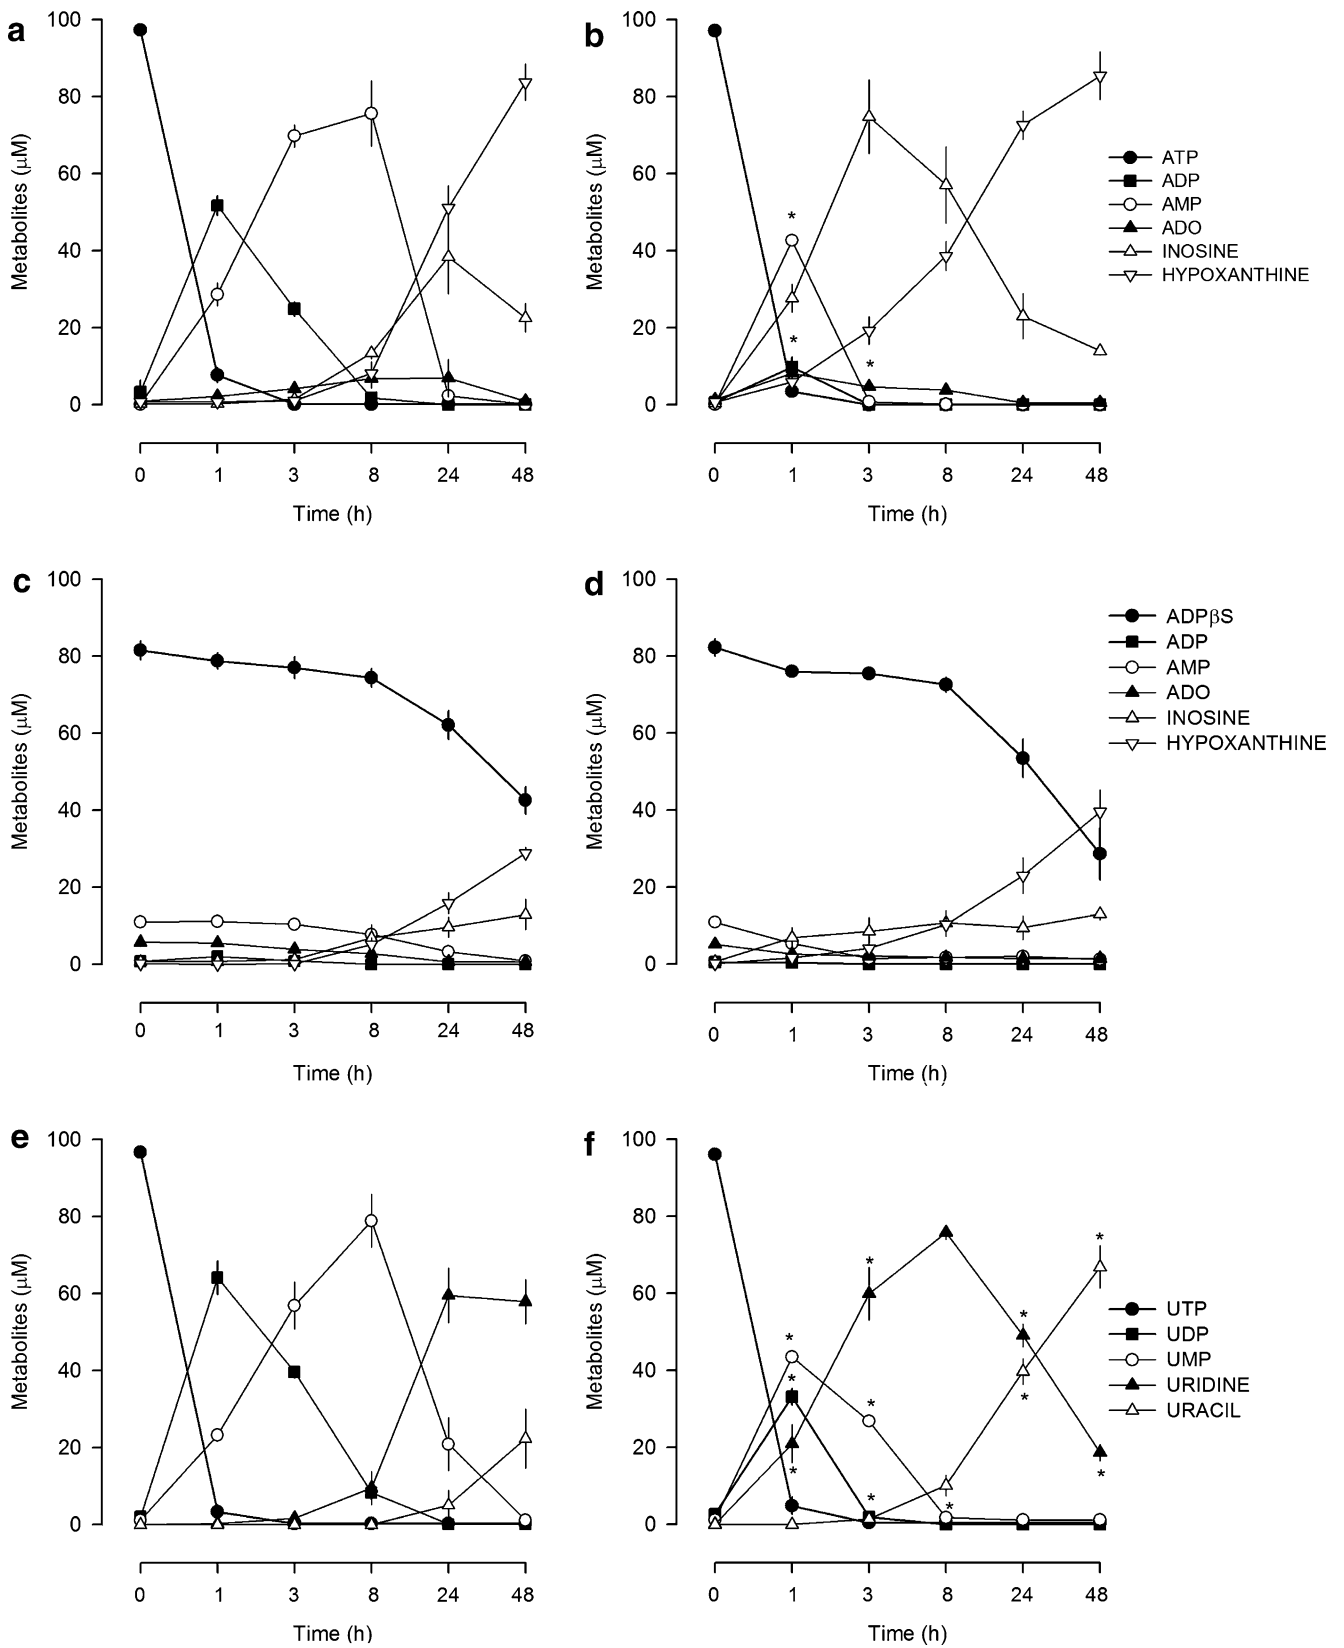 a
100
80
60
40
20
0
Metabolites (μM)
0 1 3 8 24 48
Time (h)
b
100
80
60
40
20
0
Metabolites (μM)
*
*
*
0 1 3 8 24 48
Time (h)
ATP
ADP
AMP
ADO
INOSINE
HYPOXANTHINE
c
100
80
60
40
20
0
Metabolites (μM)
0 1 3 8 24 48
Time (h)
d
100
80
60
40
20
0
Metabolites (μM)
0 1 3 8 24 48
Time (h)
ADPβS
ADP
AMP
ADO
INOSINE
HYPOXANTHINE
e
100
80
60
40
20
0
Metabolites (μM)
0 1 3 8 24 48
Time (h)
f
100
80
60
40
20
0
Metabolites (μM)
*
*
*
*
*
*
*
*
*
*
*
0 1 3 8 24 48
Time (h)
UTP
UDP
UMP
URIDINE
URACIL